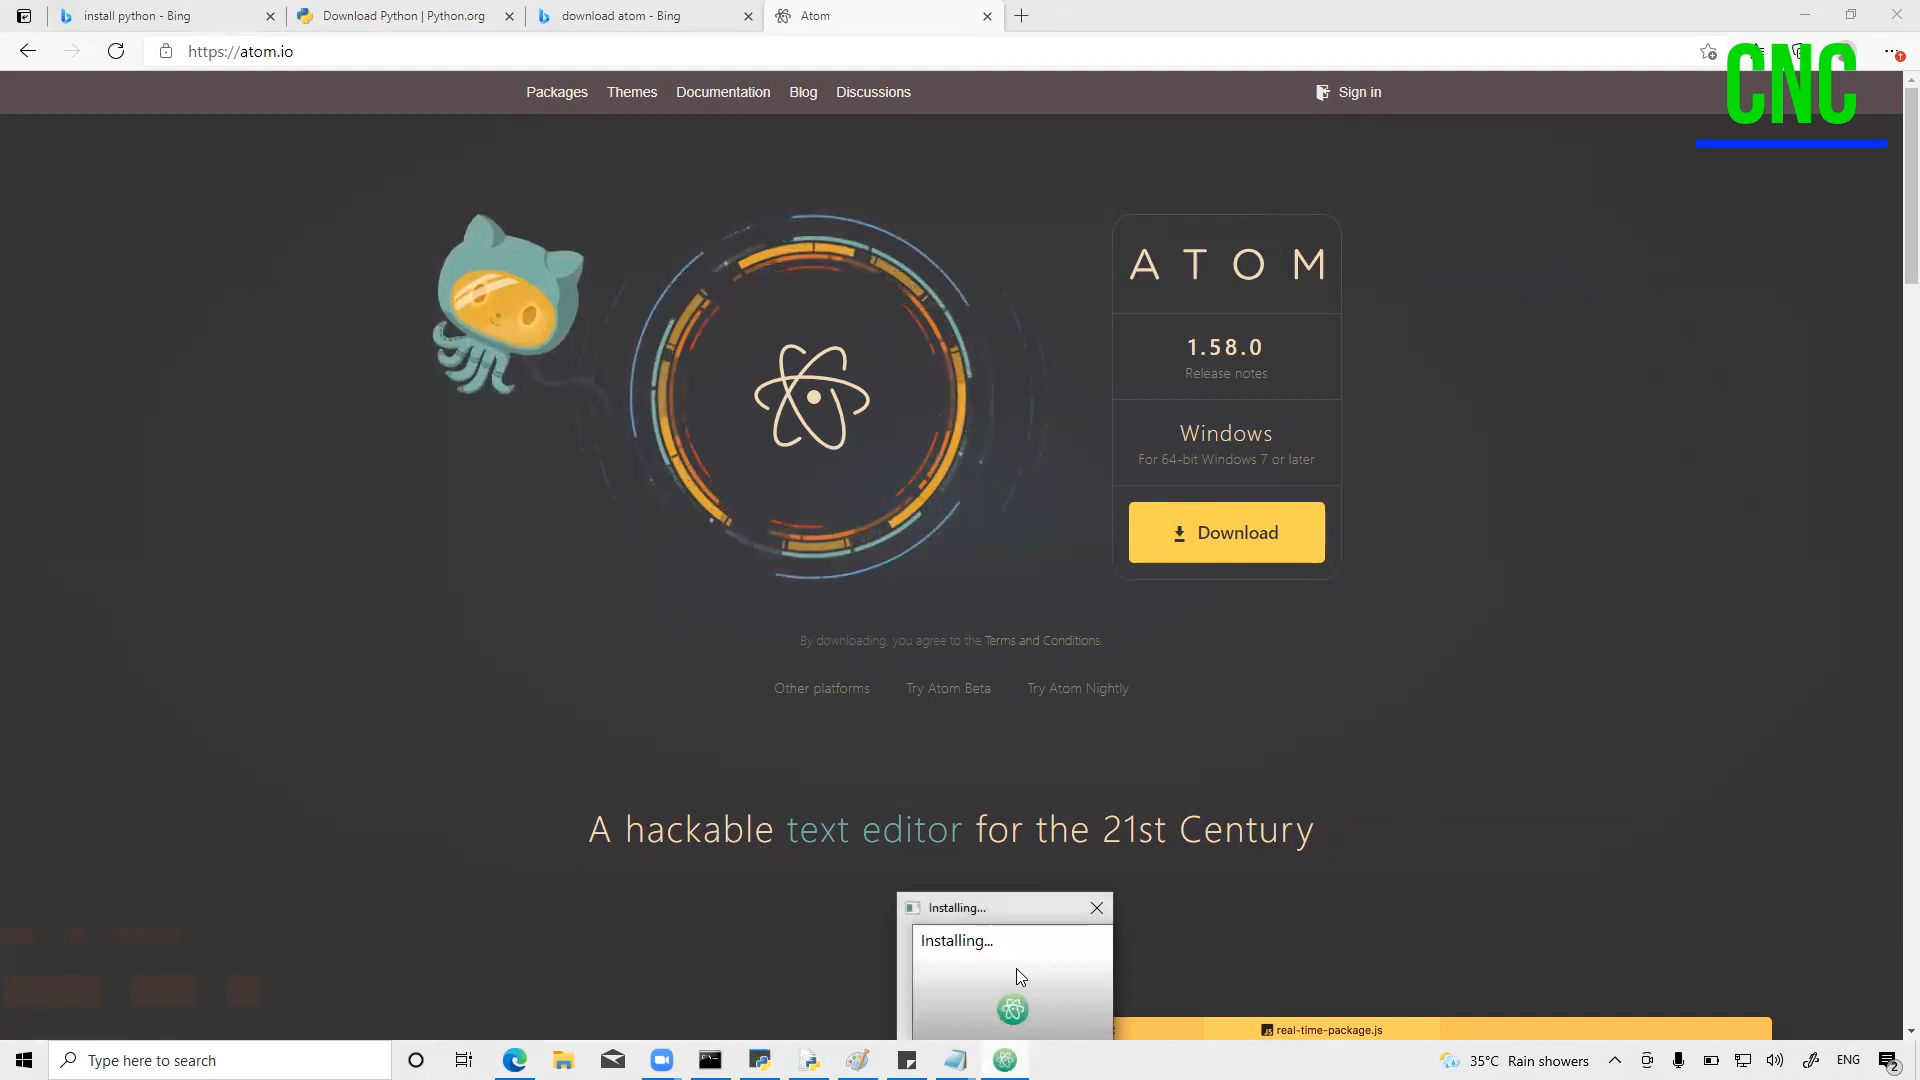 install python - Bing
Download Python | Python.org
download atom - Bing
Atom
https://atom.io
CNC
Packages
Themes
Documentation
Blog
Discussions
Sign in
ATOM
1.58.0
Release notes
Windows
For 64-bit Windows 7 or later
Download
By downloading, you agree to the Terms and Conditions.
Other platforms
Try Atom Beta
Try Atom Nightly
A hackable text editor for the 21st Century
Installing...
Installing...
real-time-package.js
Type here to search
35°C Rain showers
ENG
2